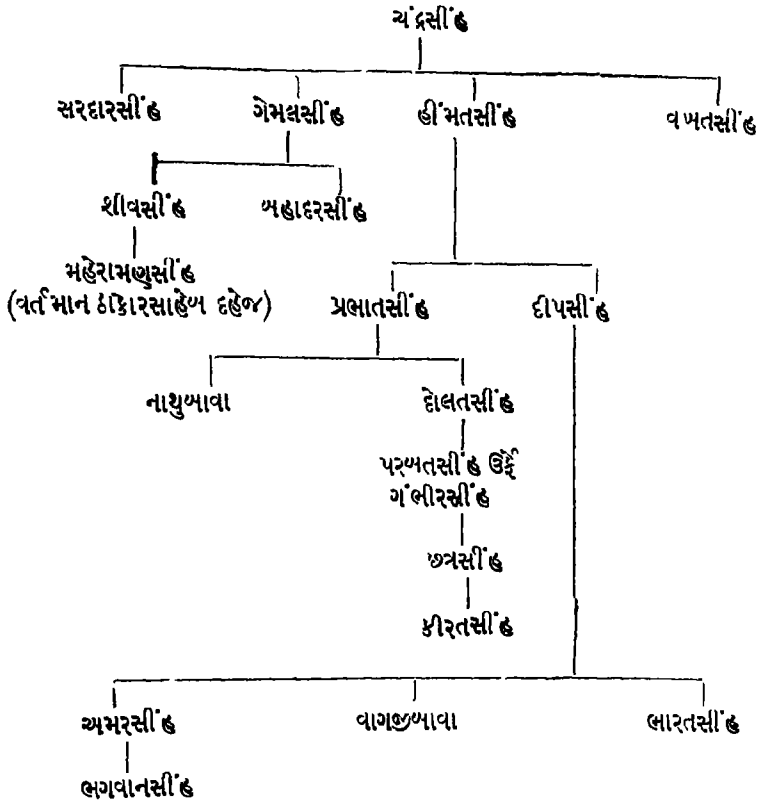 ચંદ્રસીંહ
સરદારસીંહ ગેમલસીંહ હીંમતસીંહ વખતસીંહ
શીવસીંહ બહાદરસીંહ
મહેરામણુસીંહ
(વર્તમાન ઠાકોરસાહેબ દહેજ) પ્રભાતસીંહ દીપસીંહ
નાથુબાવા દોલતસીંહ
પરબતસીંહ ઉર્ફે
ગંભીરસીંહ
છત્રસીંહ
કીરતસીંહ
અમરસીંહ વાગજીબાવા ભારતસીંહ
ભગવાનસીંહ